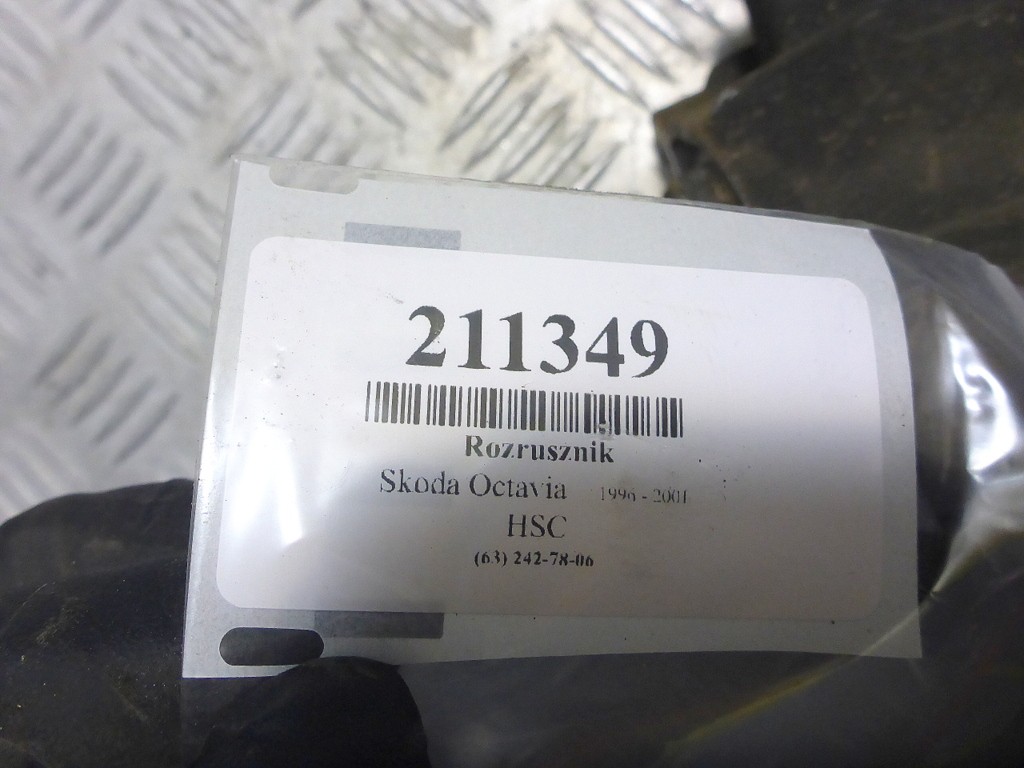 211349
Rozrusznik
Skoda Octavia 1996 - 2001
HSC
(63) 242-78-06